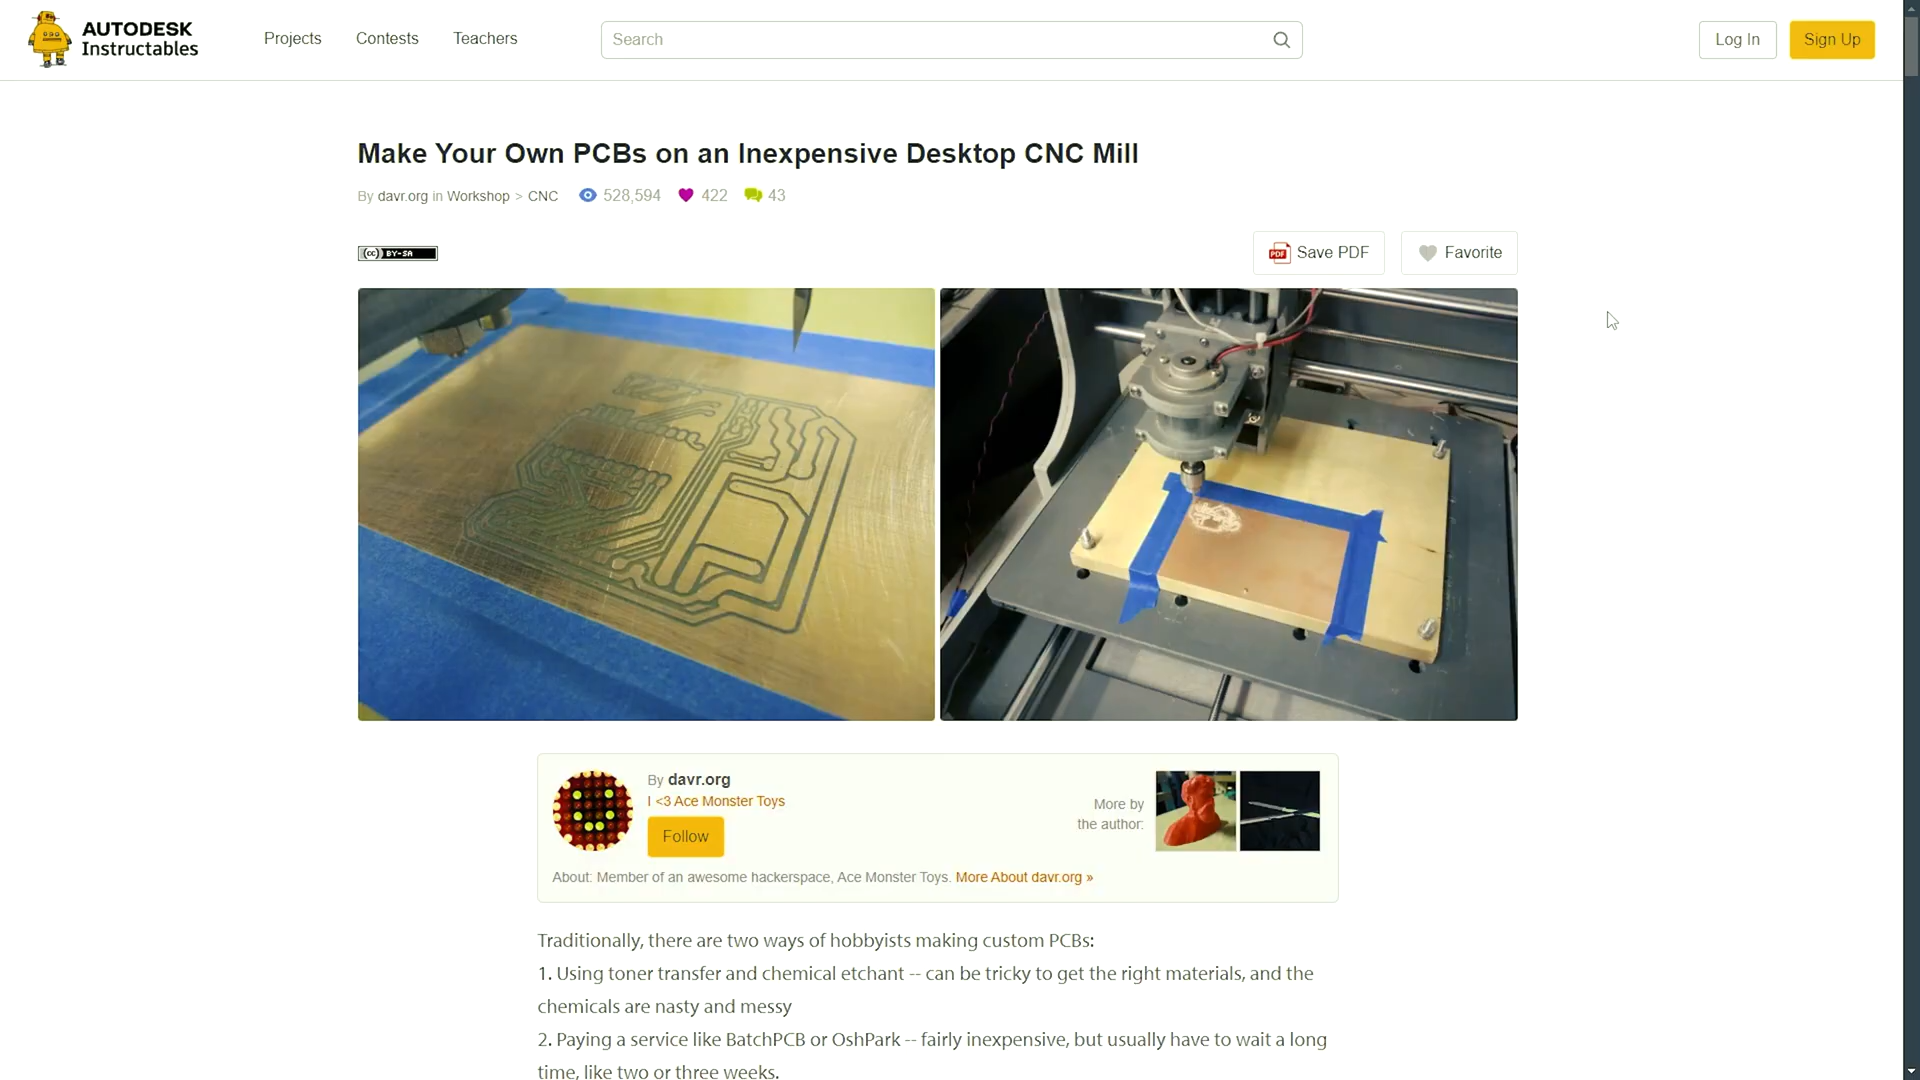 AUTODESK
Instructables
Projects
Contests
Teachers
Search
Log In
Sign Up
Make Your Own PCBs on an Inexpensive Desktop CNC Mill
By davr.org in Workshop > CNC
528,594
422
43
(cc) BY-SA
PDF Save PDF
Favorite
By davr.org
I <3 Ace Monster Toys
Follow
More by
the author:
About: Member of an awesome hackerspace, Ace Monster Toys. More About davr.org »
Traditionally, there are two ways of hobbyists making custom PCBs:
1. Using toner transfer and chemical etchant -- can be tricky to get the right materials, and the
chemicals are nasty and messy
2. Paying a service like BatchPCB or OshPark -- fairly inexpensive, but usually have to wait a long
time, like two or three weeks.